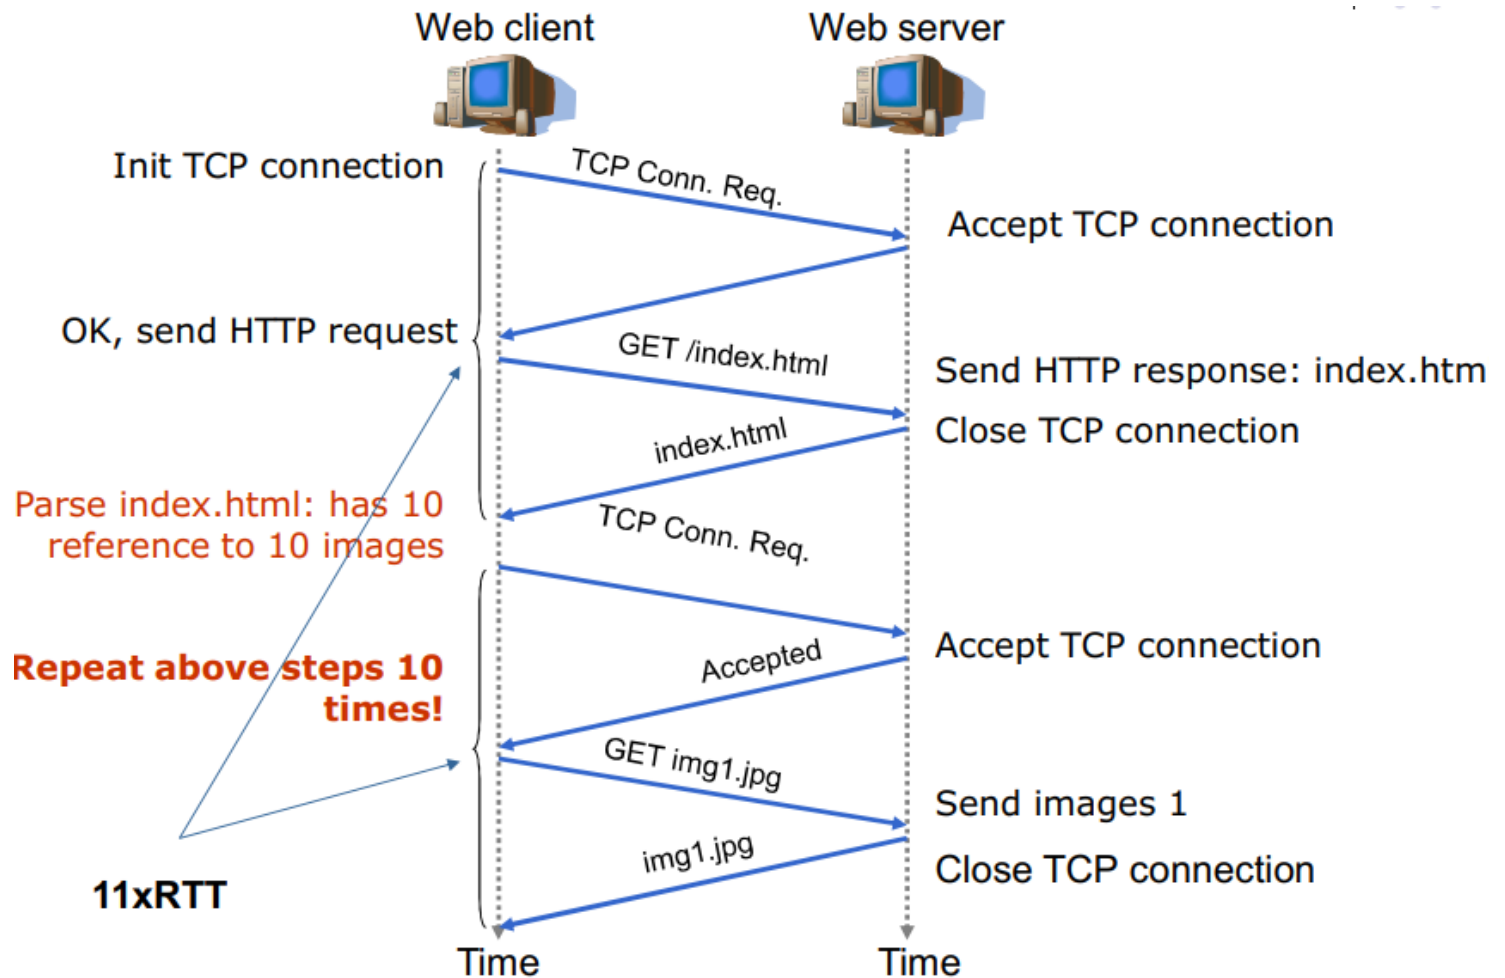 Web client
Web server
Init TCP connection
TCP Conn. Req.
Accept TCP connection
OK, send HTTP request
GET /index.html
Send HTTP response: index.htm
index.html
Close TCP connection
Parse index.html: has 10
reference to 10 images
TCP Conn. Req.
Repeat above steps 10
times!
Accepted
Accept TCP connection
GET img1.jpg
Send images 1
img1.jpg
Close TCP connection
11xRTT
Time
Time